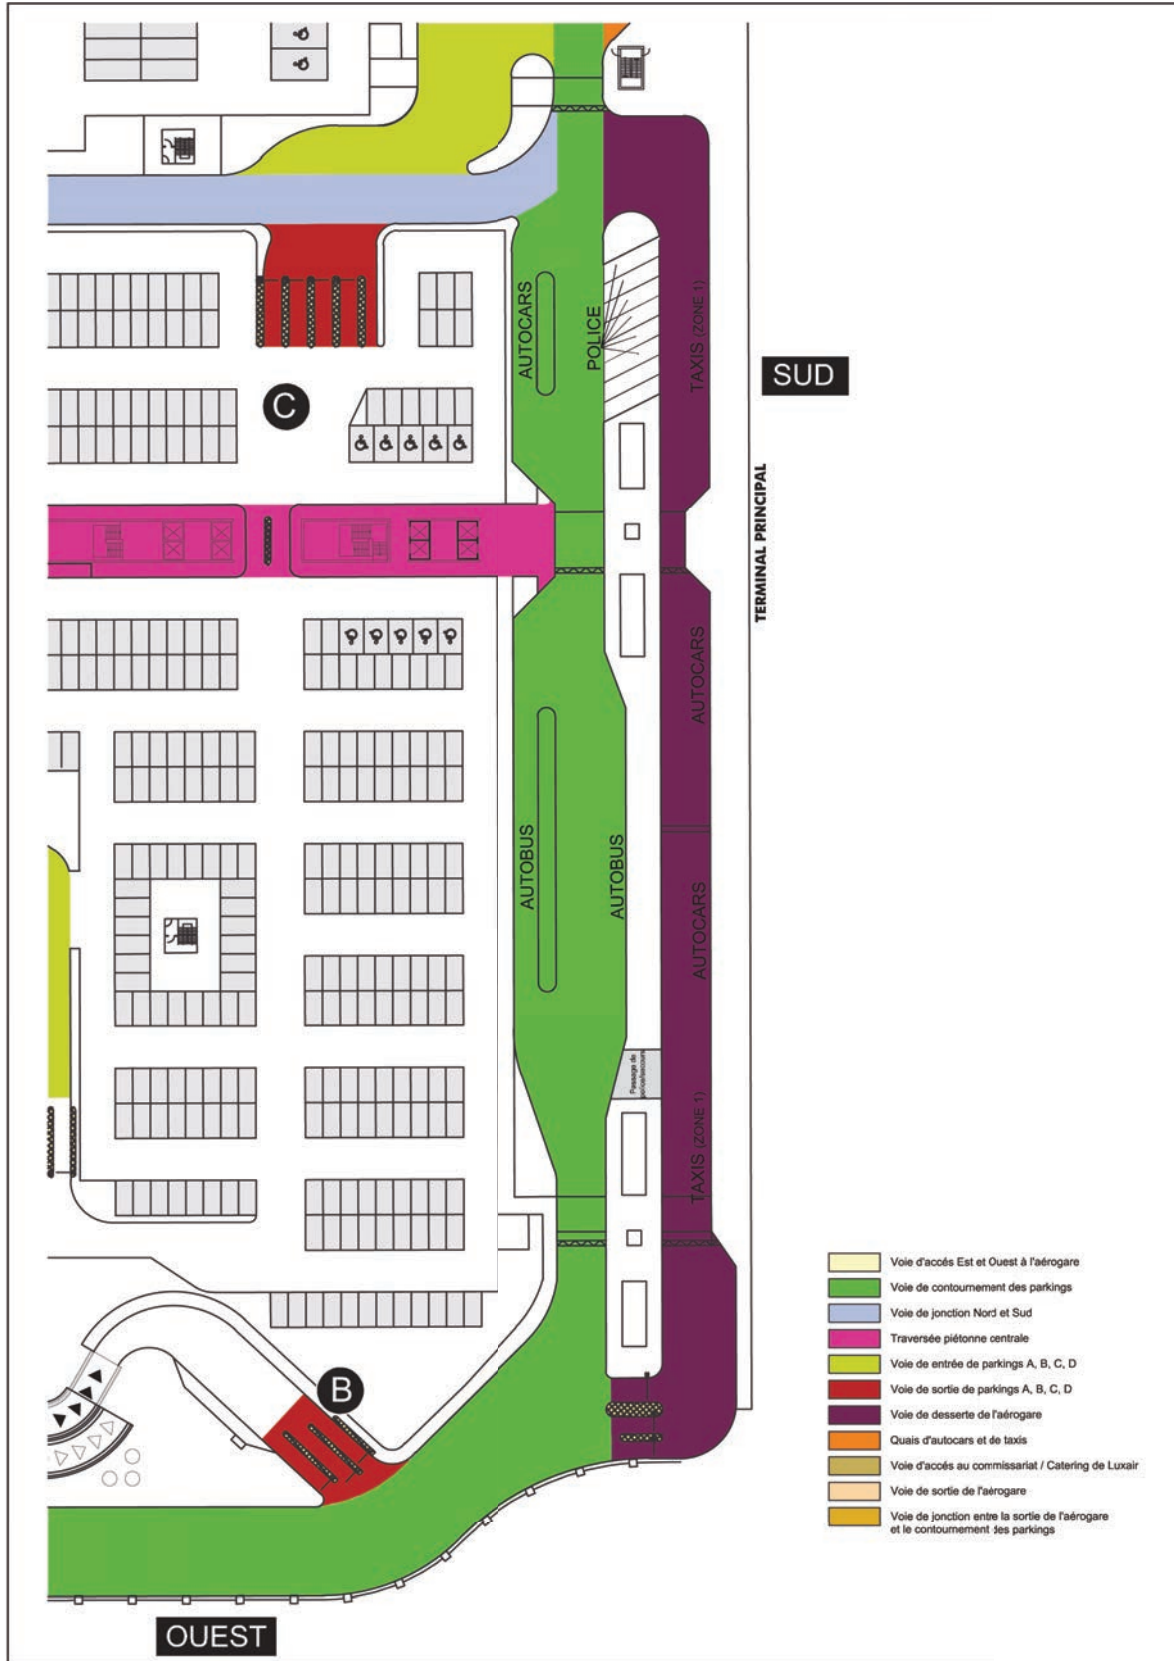 AUTOCARS
POLICE
TAXIS (ZONE 1)
SUD
C
TERMINAL PRINCIPAL
AUTOCARS
AUTOBUS
AUTOBUS
AUTOCARS
Passage de
TAXIS (ZONE 1)
B
OUEST
Voie d'accés Est et Ouest à l'aérogare
Voie de contournement des parkings
Voie de jonction Nord et Sud
Traversée piétonne centrale
Voie de entrée de parkings A, B, C, D
Voie de sortie de parkings A, B, C, D
Voie de desserte de l'aérogare
Quais d'autocars et de taxis
Voie d'accés au commissariat / Catering de Luxair
Voie de sortie de l'aérogare
Voie de jonction entre la sortie de l'aérogare
et le contournement des parkings